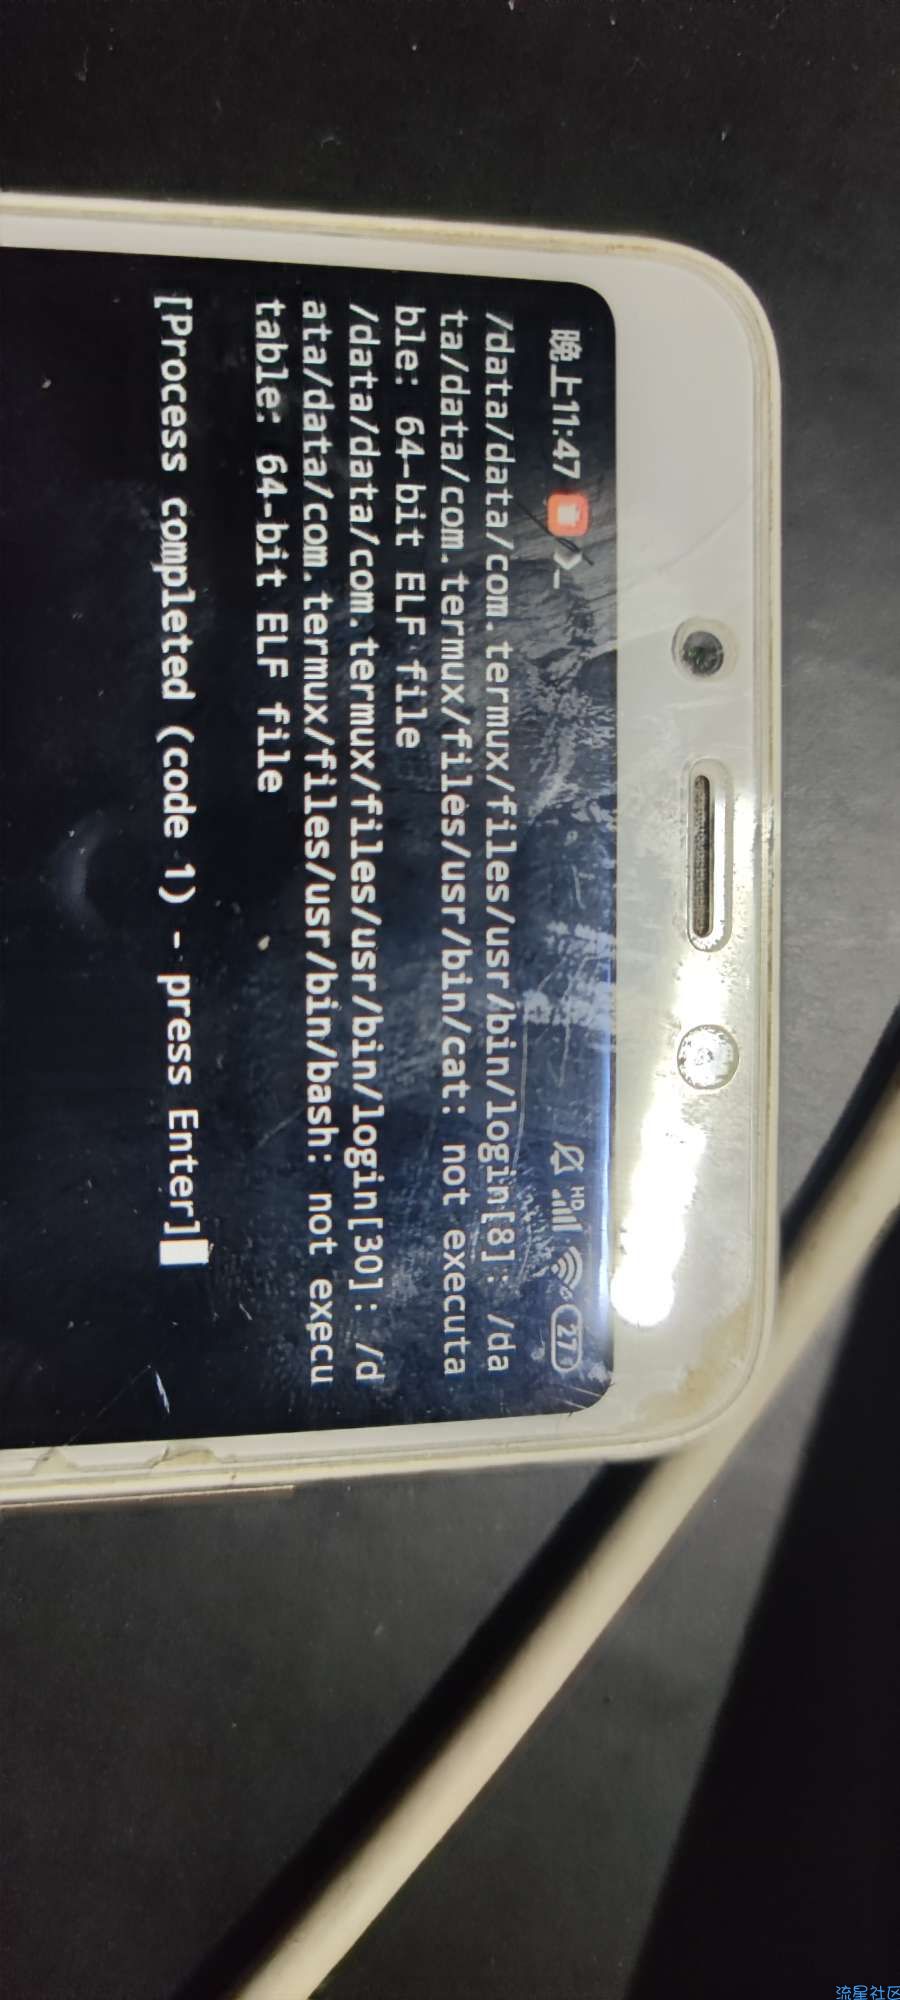 晚上11:47
HD
27
/data/data/com.termux/files/usr/bin/login[8]: /da
ta/data/com.termux/files/usr/bin/cat: not executa
ble: 64-bit ELF file
/data/data/com.termux/files/usr/bin/login[30]: /d
ata/data/com.termux/files/usr/bin/bash: not execu
table: 64-bit ELF file
[Process completed (code 1) - press Enter]
流星社区